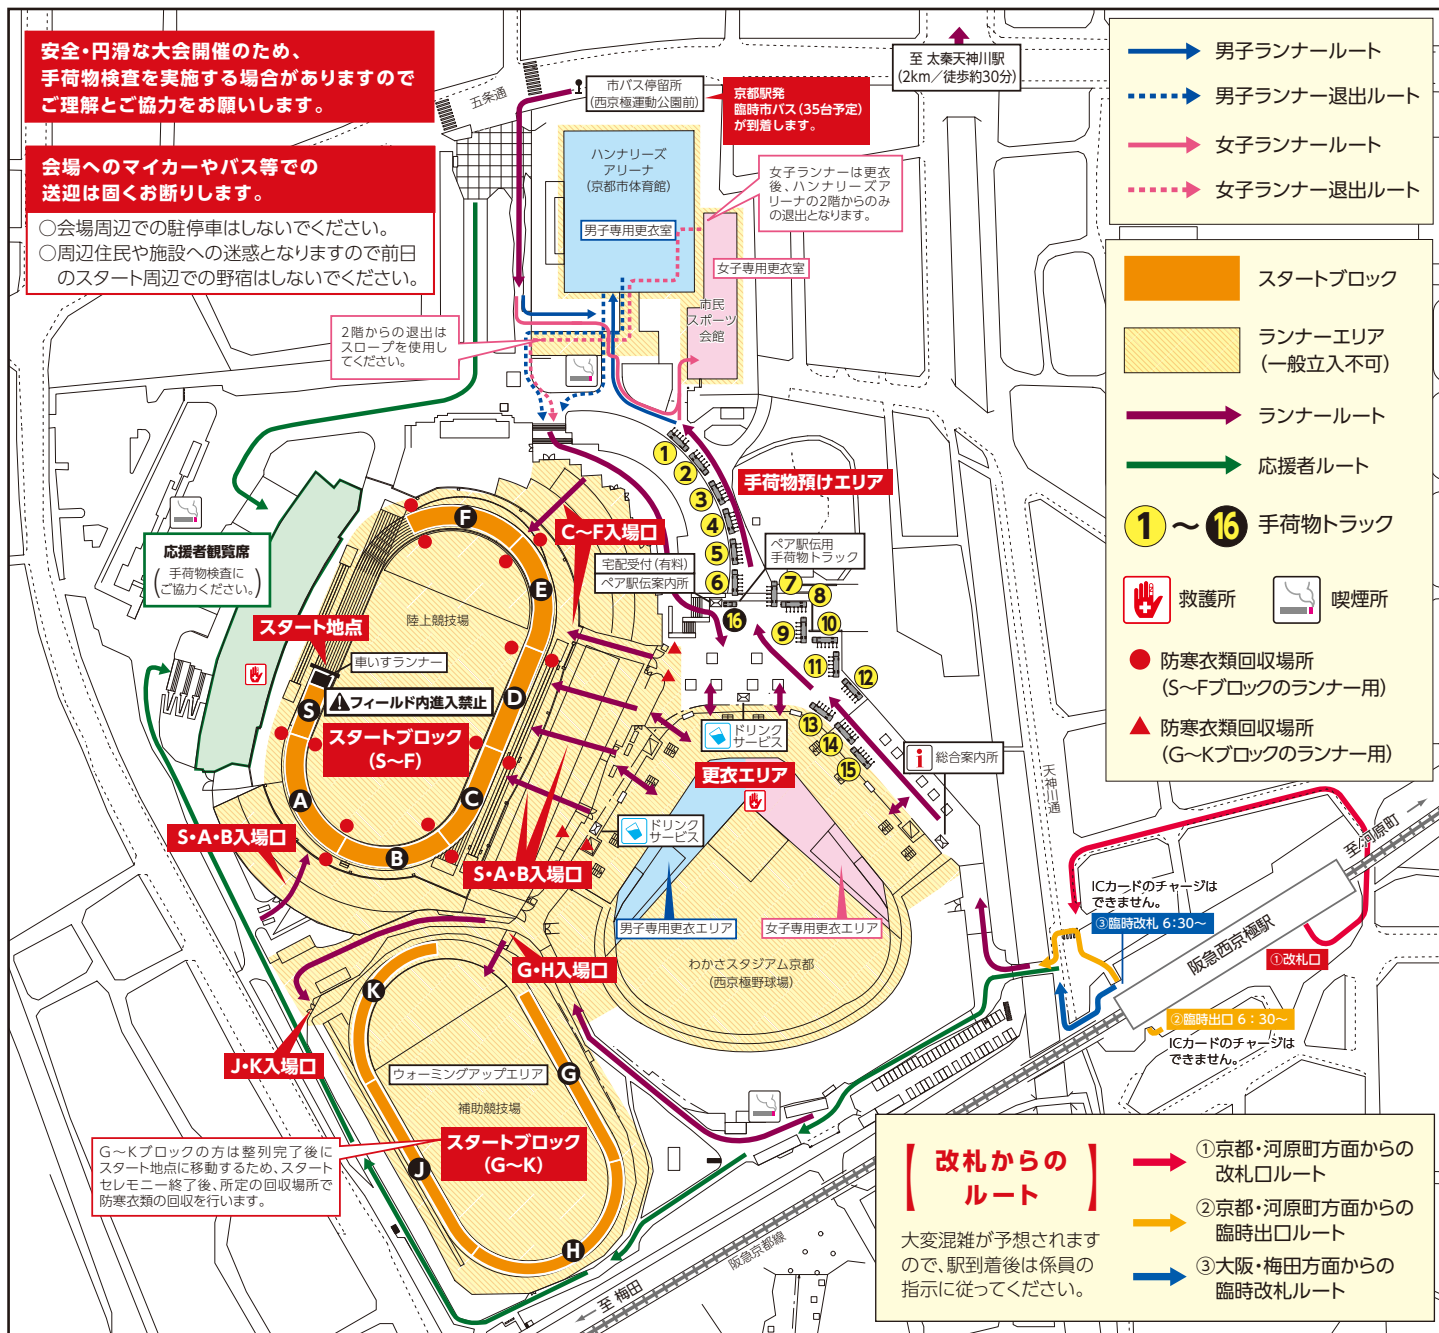 安全・円滑な大会開催のため、
手荷物検査を実施する場合がありますので
ご理解とご協力をお願いします。
会場へのマイカーやバス等での
送迎は固くお断りします。
○会場周辺での駐停車はしないでください。
○周辺住民や施設への迷惑となりますので前日
のスタート周辺での野宿はしないでください。
五条通
市バス停留所
(西京極運動公園前)
京都駅発
臨時市バス(35台予定)
が到着します。
至 太秦天神川駅
(2km/徒歩約30分)
男子ランナールート
男子ランナー退出ルート
女子ランナールート
女子ランナー退出ルート
スタートブロック
ランナーエリア
(一般立入不可)
ランナールート
応援者ルート
1 〜 16 手荷物トラック
救護所
喫煙所
防寒衣類回収場所
(S〜Fブロックのランナー用)
防寒衣類回収場所
(G〜Kブロックのランナー用)
ハンナリーズ
アリーナ
(京都市体育館)
男子専用更衣室
女子ランナーは更衣
後、ハンナリーズア
リーナの2階からのみ
の退出となります。
女子専用更衣室
市民
スポーツ
会館
2階からの退出は
スロープを使用し
てください。
1
2
3
4
5
6
7
8
9
10
11
12
13
14
15
16
手荷物預けエリア
ペア駅伝用
手荷物トラック
宅配受付(有料)
ペア駅伝案内所
C〜F入場口
応援者観覧席
(手荷物検査に
ご協力ください。)
スタート地点
陸上競技場
車いすランナー
フィールド内進入禁止
スタートブロック
(S〜F)
F
E
D
C
B
A
S
S・A・B入場口
S・A・B入場口
ドリンク
サービス
更衣エリア
ドリンク
サービス
i 総合案内所
天神川通
男子専用更衣エリア
女子専用更衣エリア
わかさスタジアム京都
(西京極野球場)
G・H入場口
J・K入場口
K
G
J
H
ウォーミングアップエリア
補助競技場
スタートブロック
(G〜K)
G〜Kブロックの方は整列完了後に
スタート地点に移動するため、スタート
セレモニー終了後、所定の回収場所で
防寒衣類の回収を行います。
至 河原町
阪急西京極駅
ICカードのチャージは
できません。
③臨時改札 6:30〜
①改札口
②臨時出口 6:30〜
ICカードのチャージは
できません。
至 梅田
阪急京都線
【改札からの
ルート】
大変混雑が予想されます
ので、駅到着後は係員の
指示に従ってください。
①京都・河原町方面からの
改札口ルート
②京都・河原町方面からの
臨時出口ルート
③大阪・梅田方面からの
臨時改札ルート